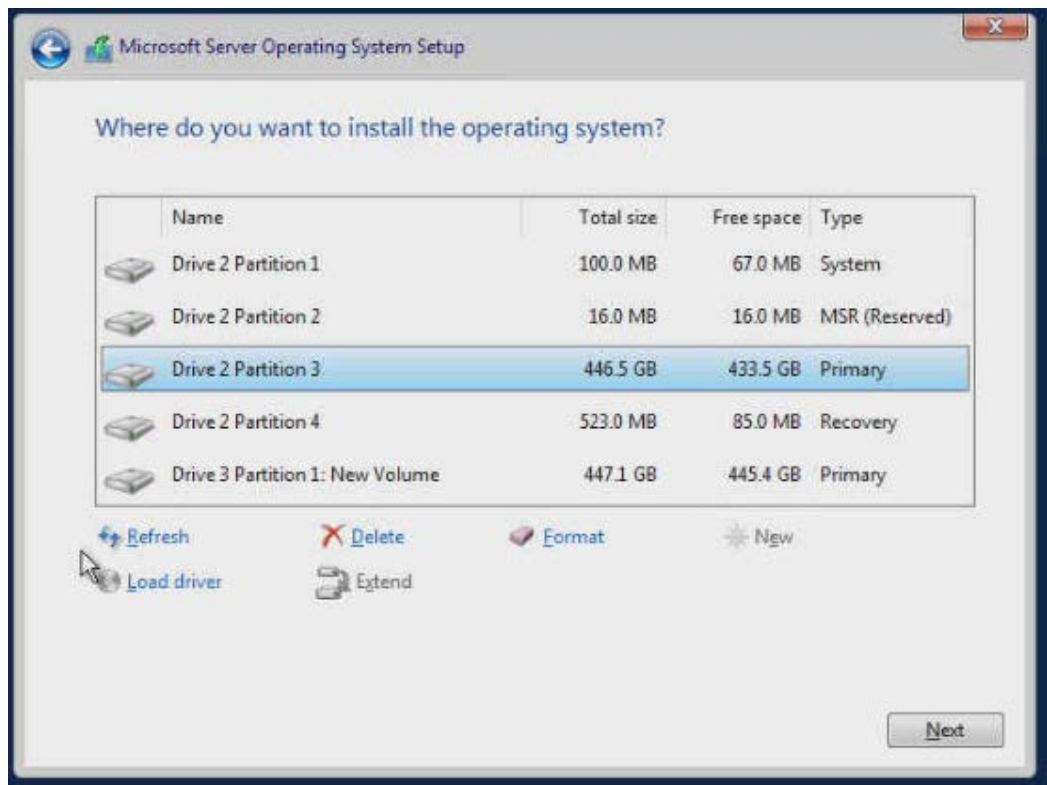 Microsoft Server Operating System Setup
Where do you want to install the operating system?
Name Total size Free space Type
Drive 2 Partition 1 100.0 MB 67.0 MB System
Drive 2 Partition 2 16.0 MB 16.0 MB MSR (Reserved)
Drive 2 Partition 3 446.5 GB 433.5 GB Primary
Drive 2 Partition 4 523.0 MB 85.0 MB Recovery
Drive 3 Partition 1: New Volume 447.1 GB 445.4 GB Primary
Refresh Delete Format New
Load driver Extend
Next